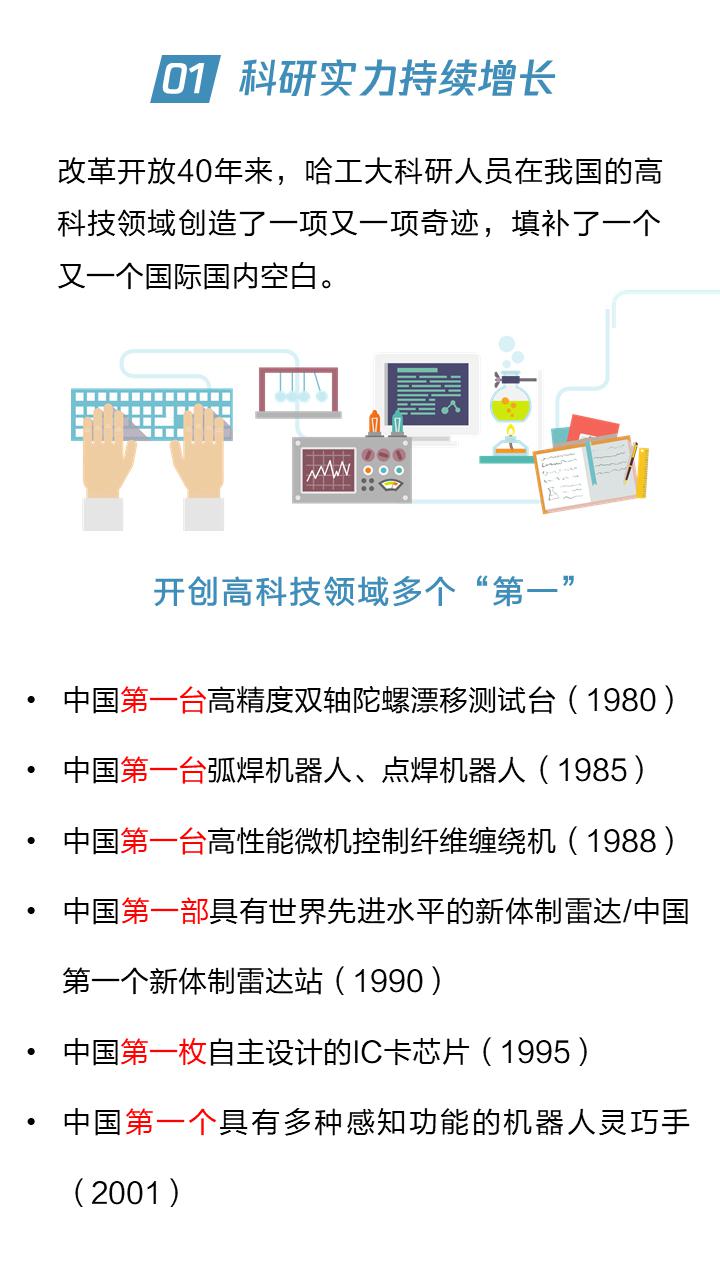 01 科研实力持续增长
改革开放40年来，哈工大科研人员在我国的高
科技领域创造了一项又一项奇迹，填补了一个
又一个国际国内空白。
开创高科技领域多个“第一”
• 中国第一台高精度双轴陀螺漂移测试台（1980）
• 中国第一台弧焊机器人、点焊机器人（1985）
• 中国第一台高性能微机控制纤维缠绕机（1988）
• 中国第一部具有世界先进水平的新体制雷达/中国
第一个新体制雷达站（1990）
• 中国第一枚自主设计的IC卡芯片（1995）
• 中国第一个具有多种感知功能的机器人灵巧手
（2001）